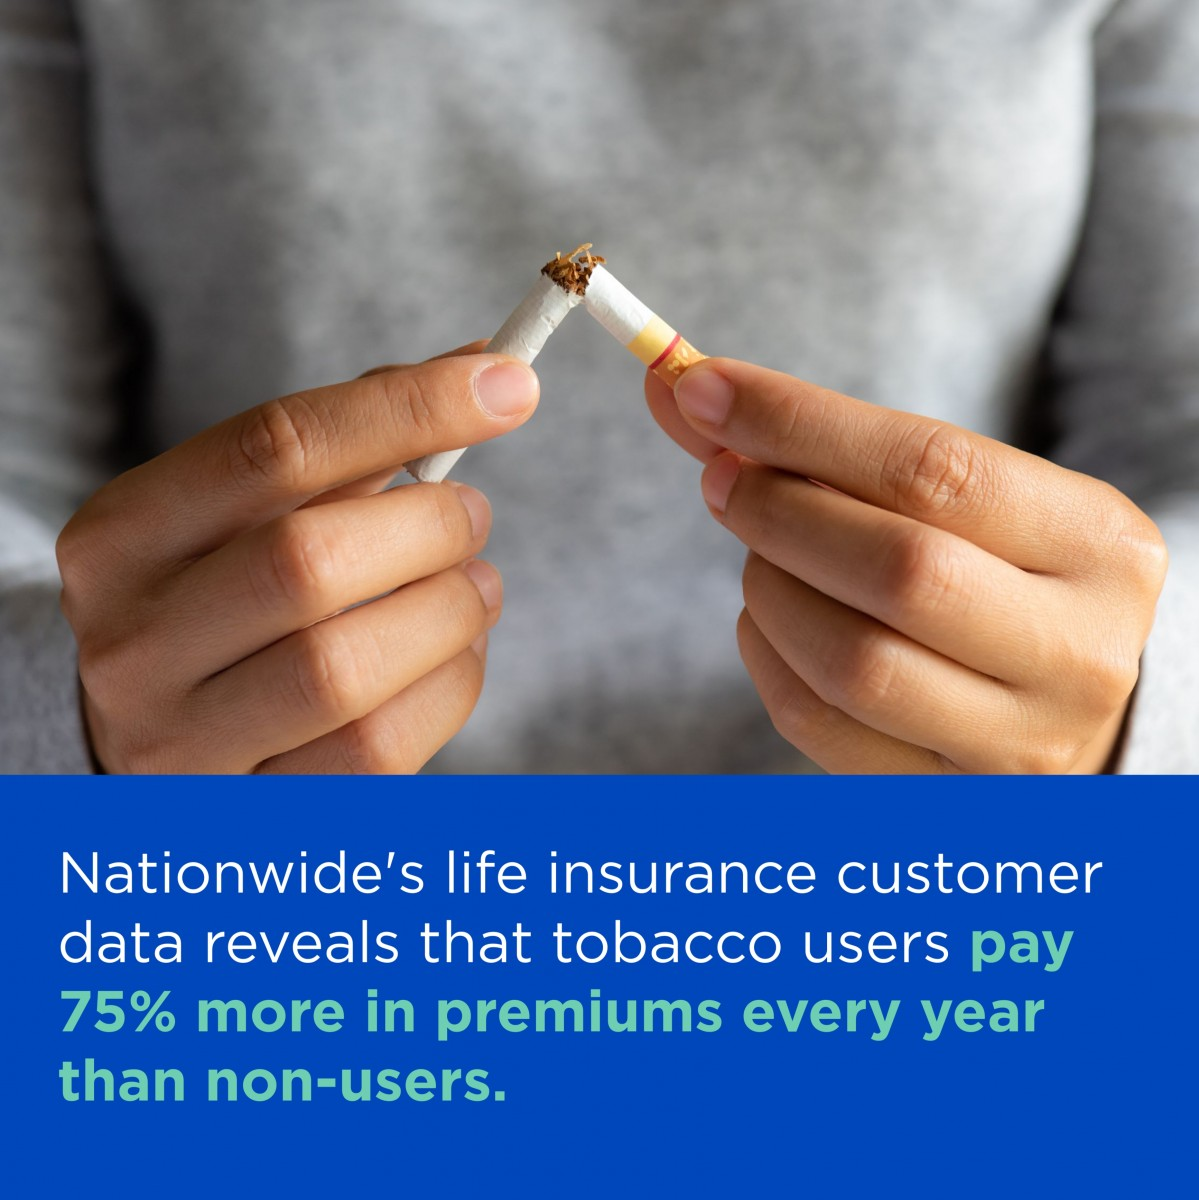 Nationwide's life insurance customer
data reveals that tobacco users pay
75% more in premiums every year
than non-users.